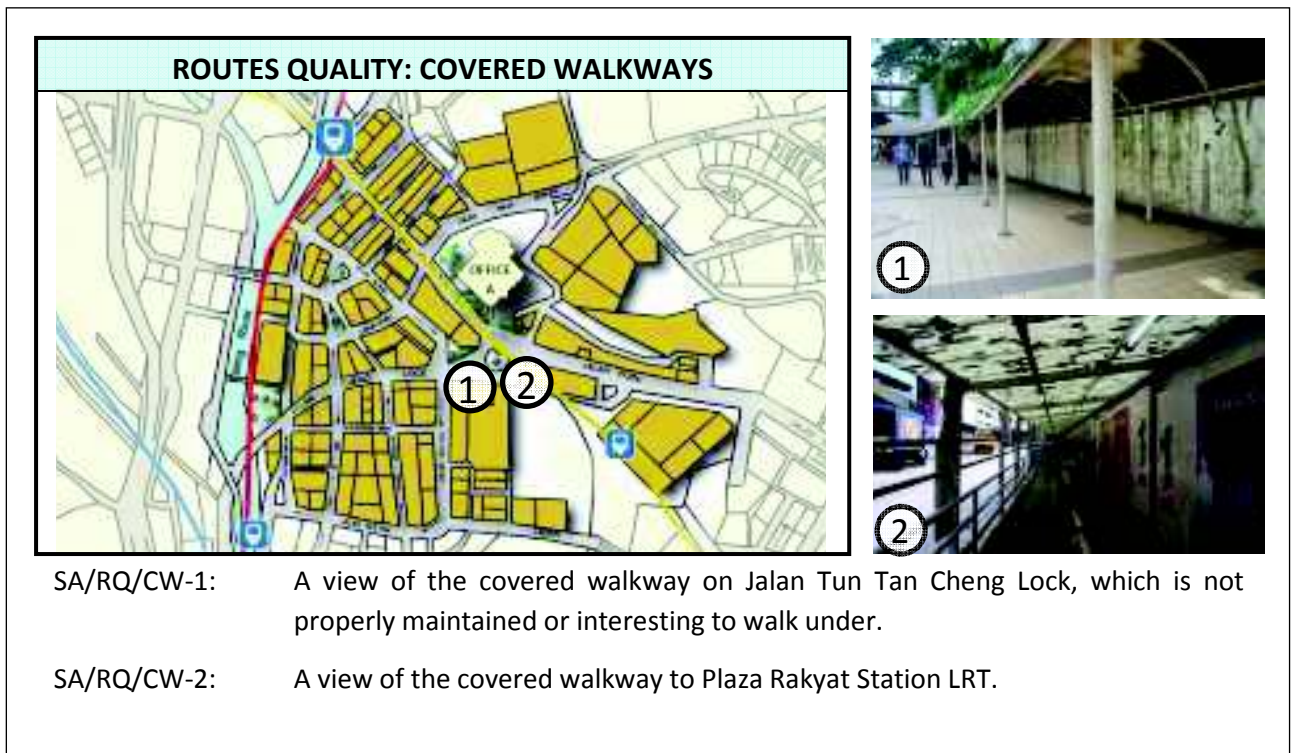 ROUTES QUALITY: COVERED WALKWAYS
OFFICE
A
1
2
1
2
SA/RQ/CW-1: A view of the covered walkway on Jalan Tun Tan Cheng Lock, which is not
properly maintained or interesting to walk under.
SA/RQ/CW-2: A view of the covered walkway to Plaza Rakyat Station LRT.